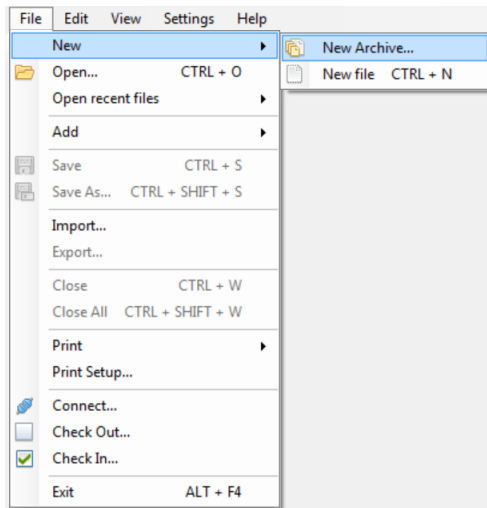 File Edit View Settings Help
New New Archive...
Open... CTRL + O New file CTRL + N
Open recent files
Add
Save CTRL + S
Save As... CTRL + SHIFT + S
Import...
Export...
Close CTRL + W
Close All CTRL + SHIFT + W
Print
Print Setup...
Connect...
Check Out...
Check In...
Exit ALT + F4